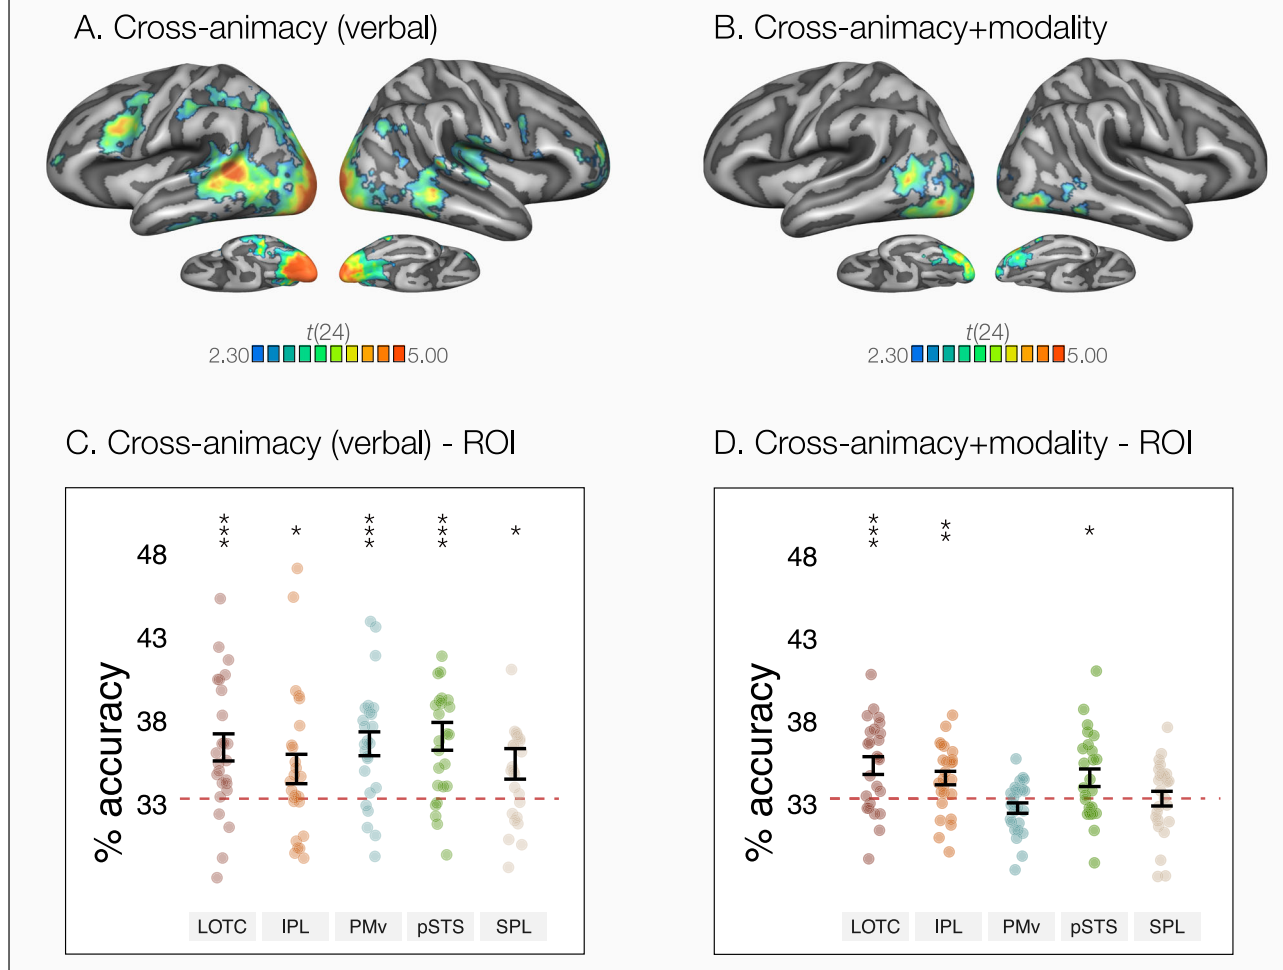 A. Cross-animacy (verbal)
B. Cross-animacy+modality
t(24)
2.30 5.00
t(24)
2.30 5.00
C. Cross-animacy (verbal) - ROI
*** * *** *** *
48
43
38
33
% accuracy
LOTC IPL PMv pSTS SPL
D. Cross-animacy+modality - ROI
*** ** *
48
43
38
33
% accuracy
LOTC IPL PMv pSTS SPL